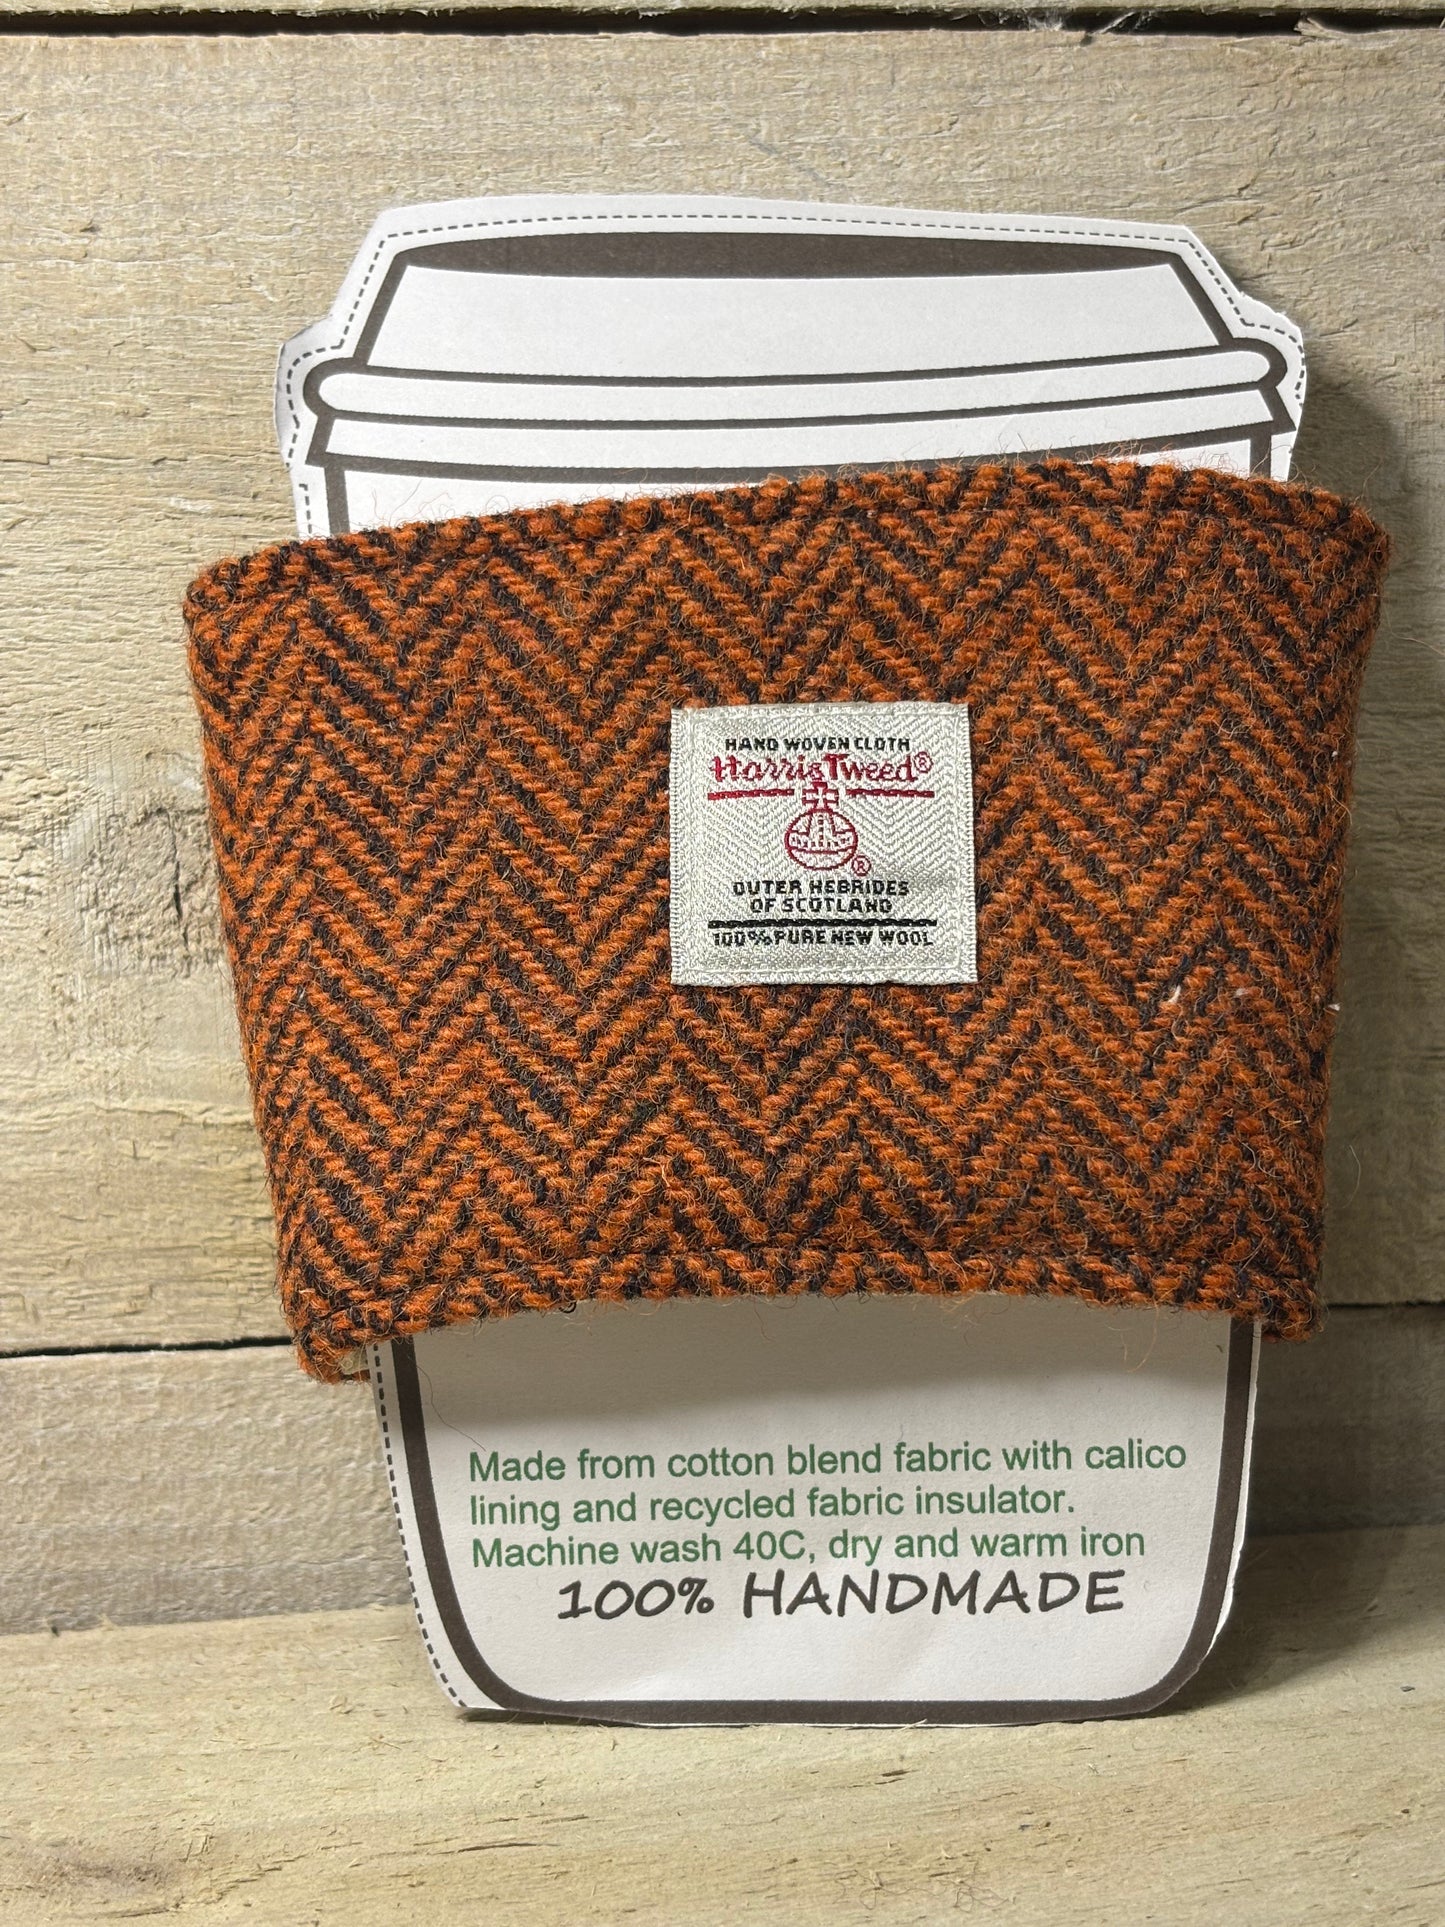 HAND WOVEN CLOTH
Harris Tweed®
®
OUTER HEBRIDES
OF SCOTLAND
100% PURE NEW WOOL
Made from cotton blend fabric with calico
lining and recycled fabric insulator.
Machine wash 40C, dry and warm iron
100% HANDMADE